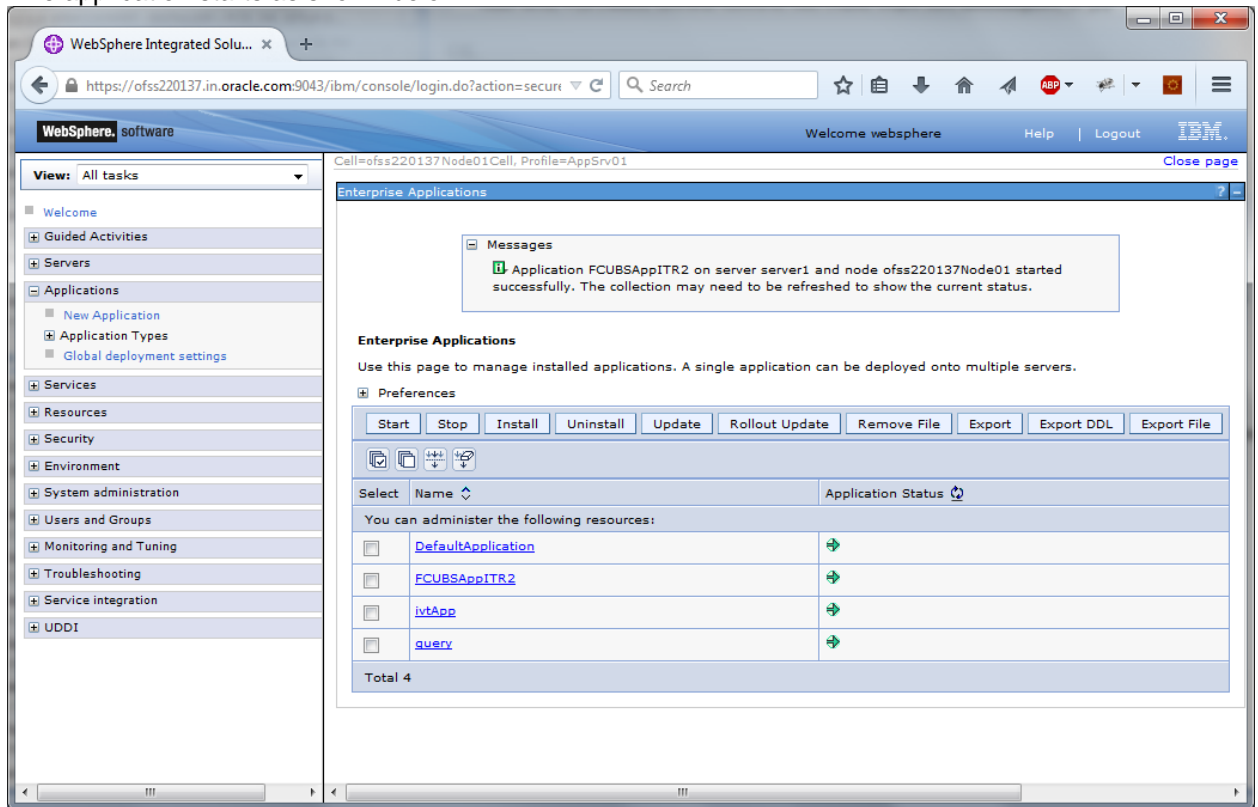 WebSphere Integrated Solu...
https://ofss220137.in.oracle.com:9043/ibm/console/login.do?action=secure
Search
ABP
WebSphere. software
Welcome websphere
Help | Logout
IBM.
View: All tasks
Welcome
Guided Activities
Servers
Applications
New Application
Application Types
Global deployment settings
Services
Resources
Security
Environment
System administration
Users and Groups
Monitoring and Tuning
Troubleshooting
Service integration
UDDI
Cell=ofss220137Node01Cell, Profile=AppSrv01
Close page
Enterprise Applications
? -
Messages
Application FCUBSAppITR2 on server server1 and node ofss220137Node01 started
successfully. The collection may need to be refreshed to show the current status.
Enterprise Applications
Use this page to manage installed applications. A single application can be deployed onto multiple servers.
Preferences
Start Stop Install Uninstall Update Rollout Update Remove File Export Export DDL Export File
Select Name Application Status
You can administer the following resources:
DefaultApplication
FCUBSAppITR2
ivtApp
query
Total 4